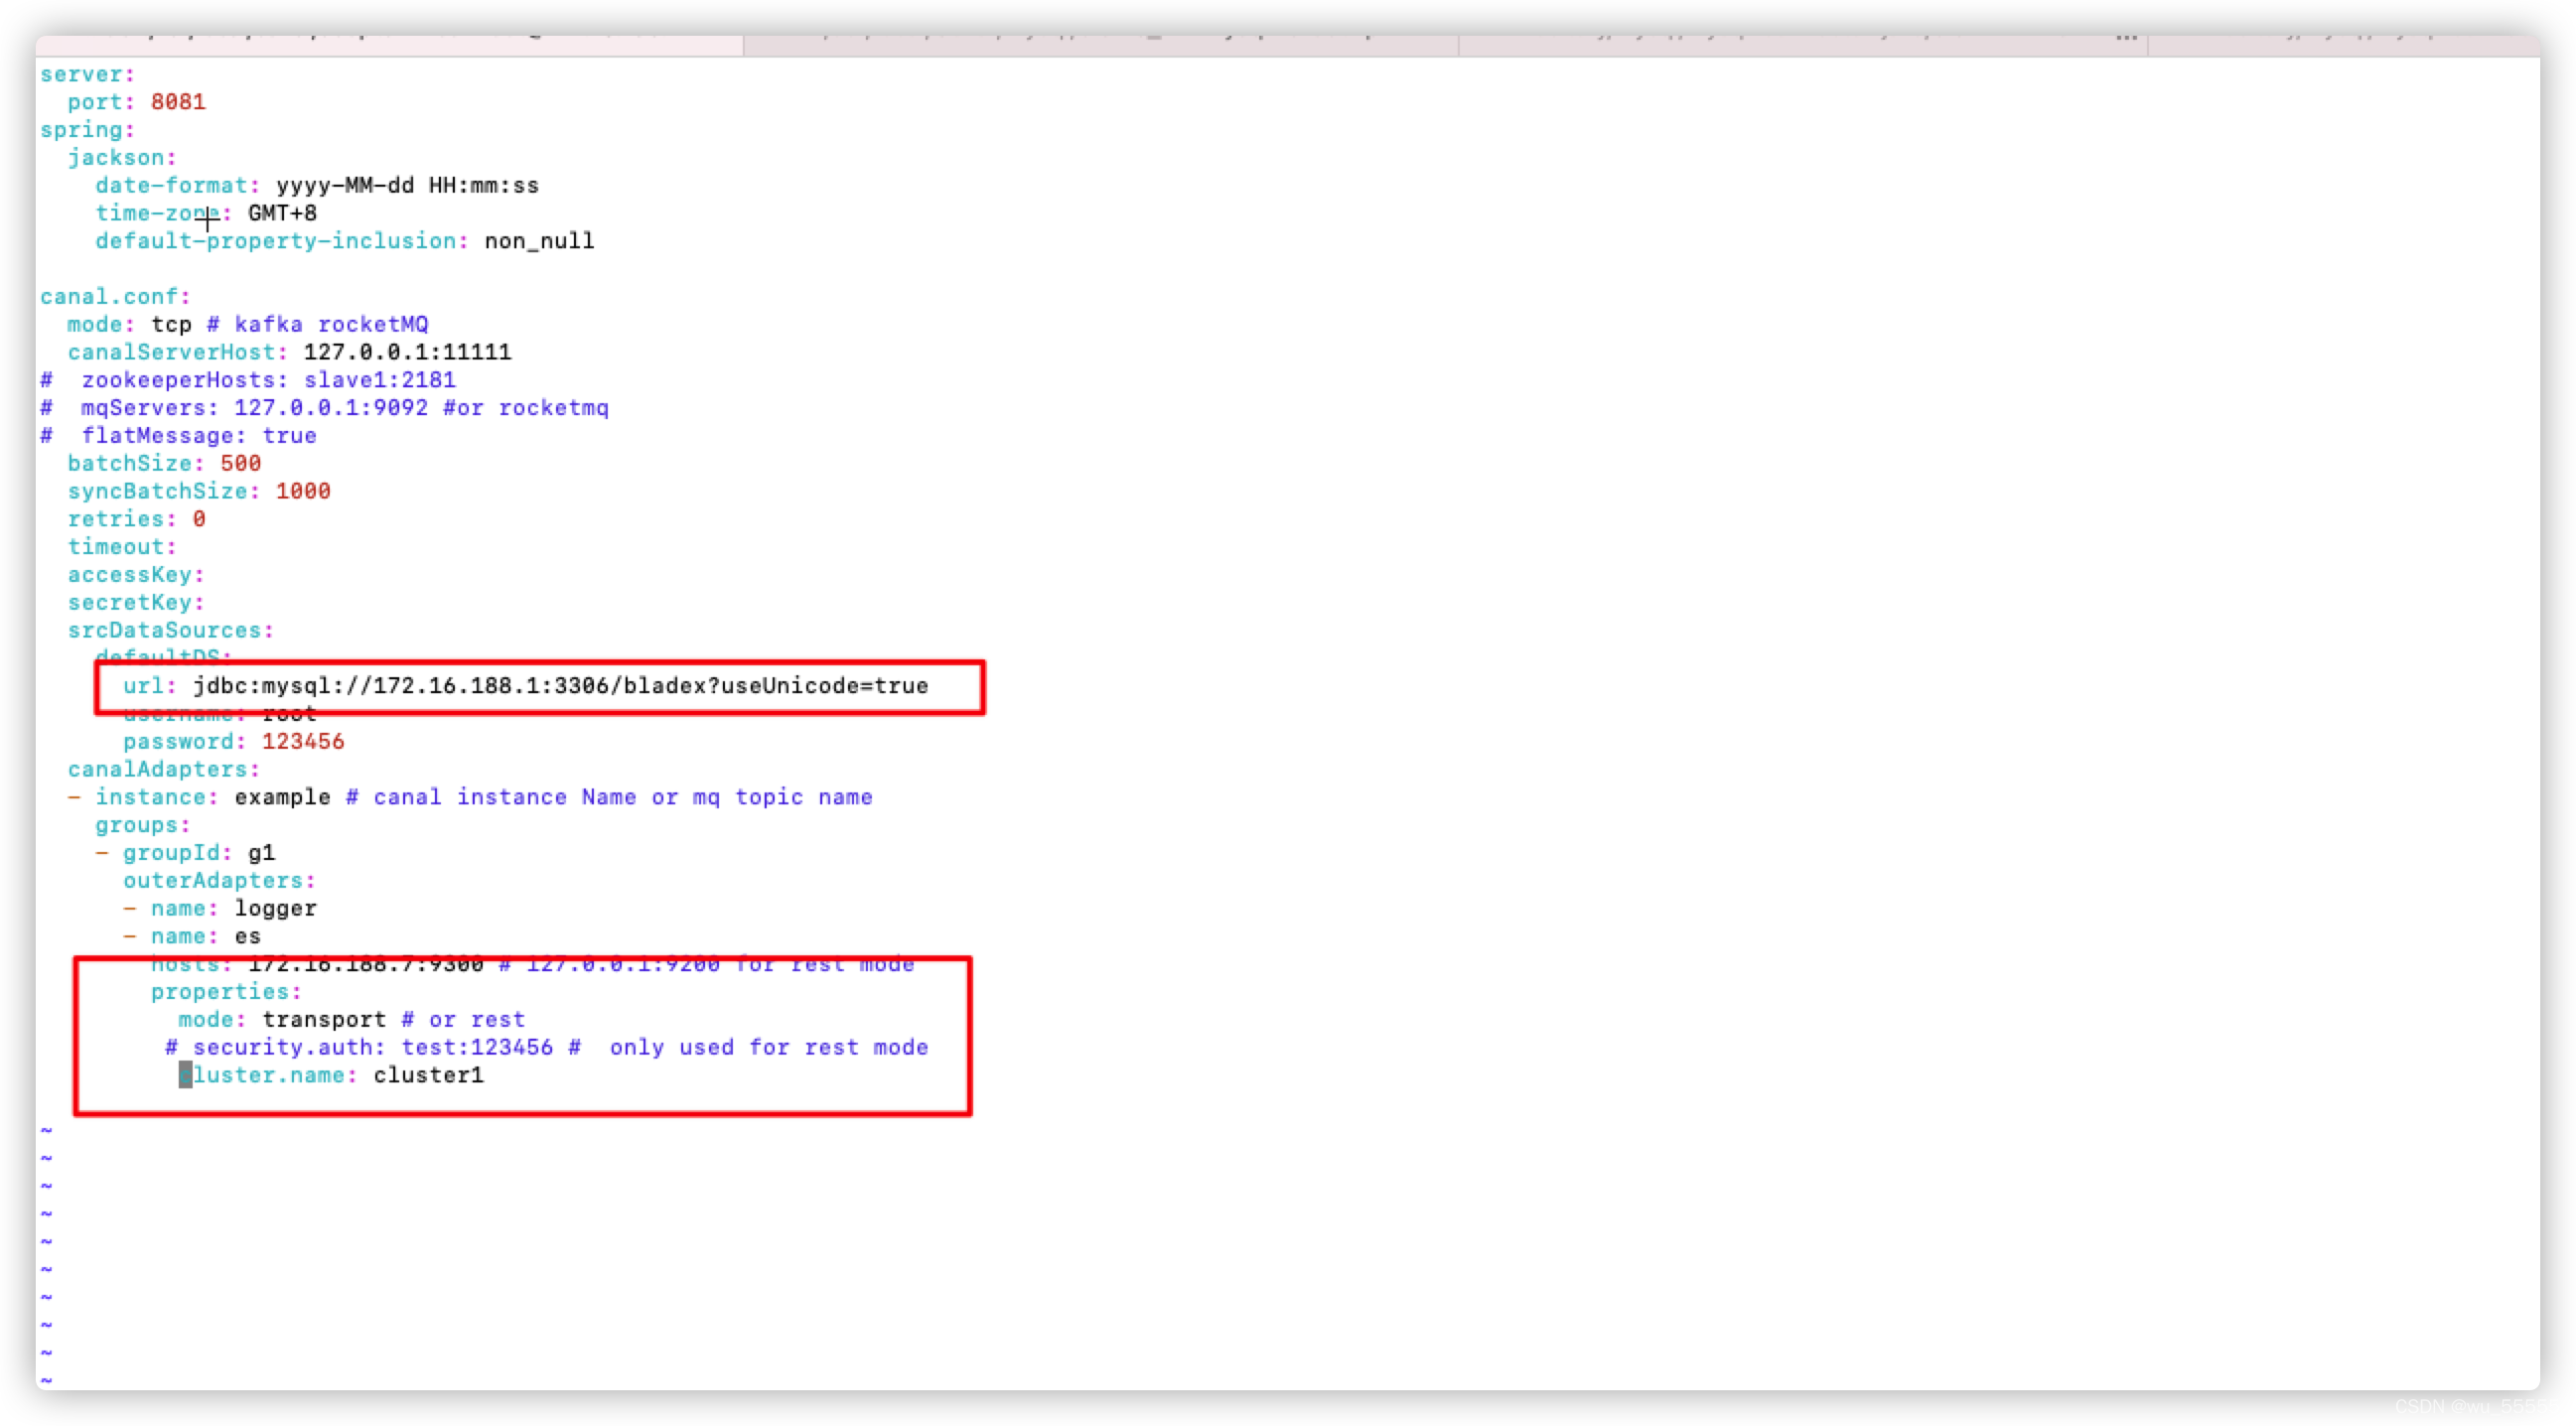 server:
  port: 8081
spring:
  jackson:
    date-format: yyyy-MM-dd HH:mm:ss
    time-zone: GMT+8
    default-property-inclusion: non_null
canal.conf:
  mode: tcp # kafka rocketMQ
  canalServerHost: 127.0.0.1:11111
#  zookeeperHosts: slave1:2181
#  mqServers: 127.0.0.1:9092 #or rocketmq
#  flatMessage: true
  batchSize: 500
  syncBatchSize: 1000
  retries: 0
  timeout:
  accessKey:
  secretKey:
  srcDataSources:
    defaultDS:
      url: jdbc:mysql://172.16.188.1:3306/bladex?useUnicode=true
      username: root
      password: 123456
  canalAdapters:
  - instance: example # canal instance Name or mq topic name
    groups:
    - groupId: g1
      outerAdapters:
      - name: logger
      - name: es
        hosts: 172.16.188.7:9300 # 127.0.0.1:9200 for rest mode
        properties:
          mode: transport # or rest
         # security.auth: test:123456 #  only used for rest mode
          cluster.name: cluster1
~
~
~
~
~
~
~
~
~
~
CSDN